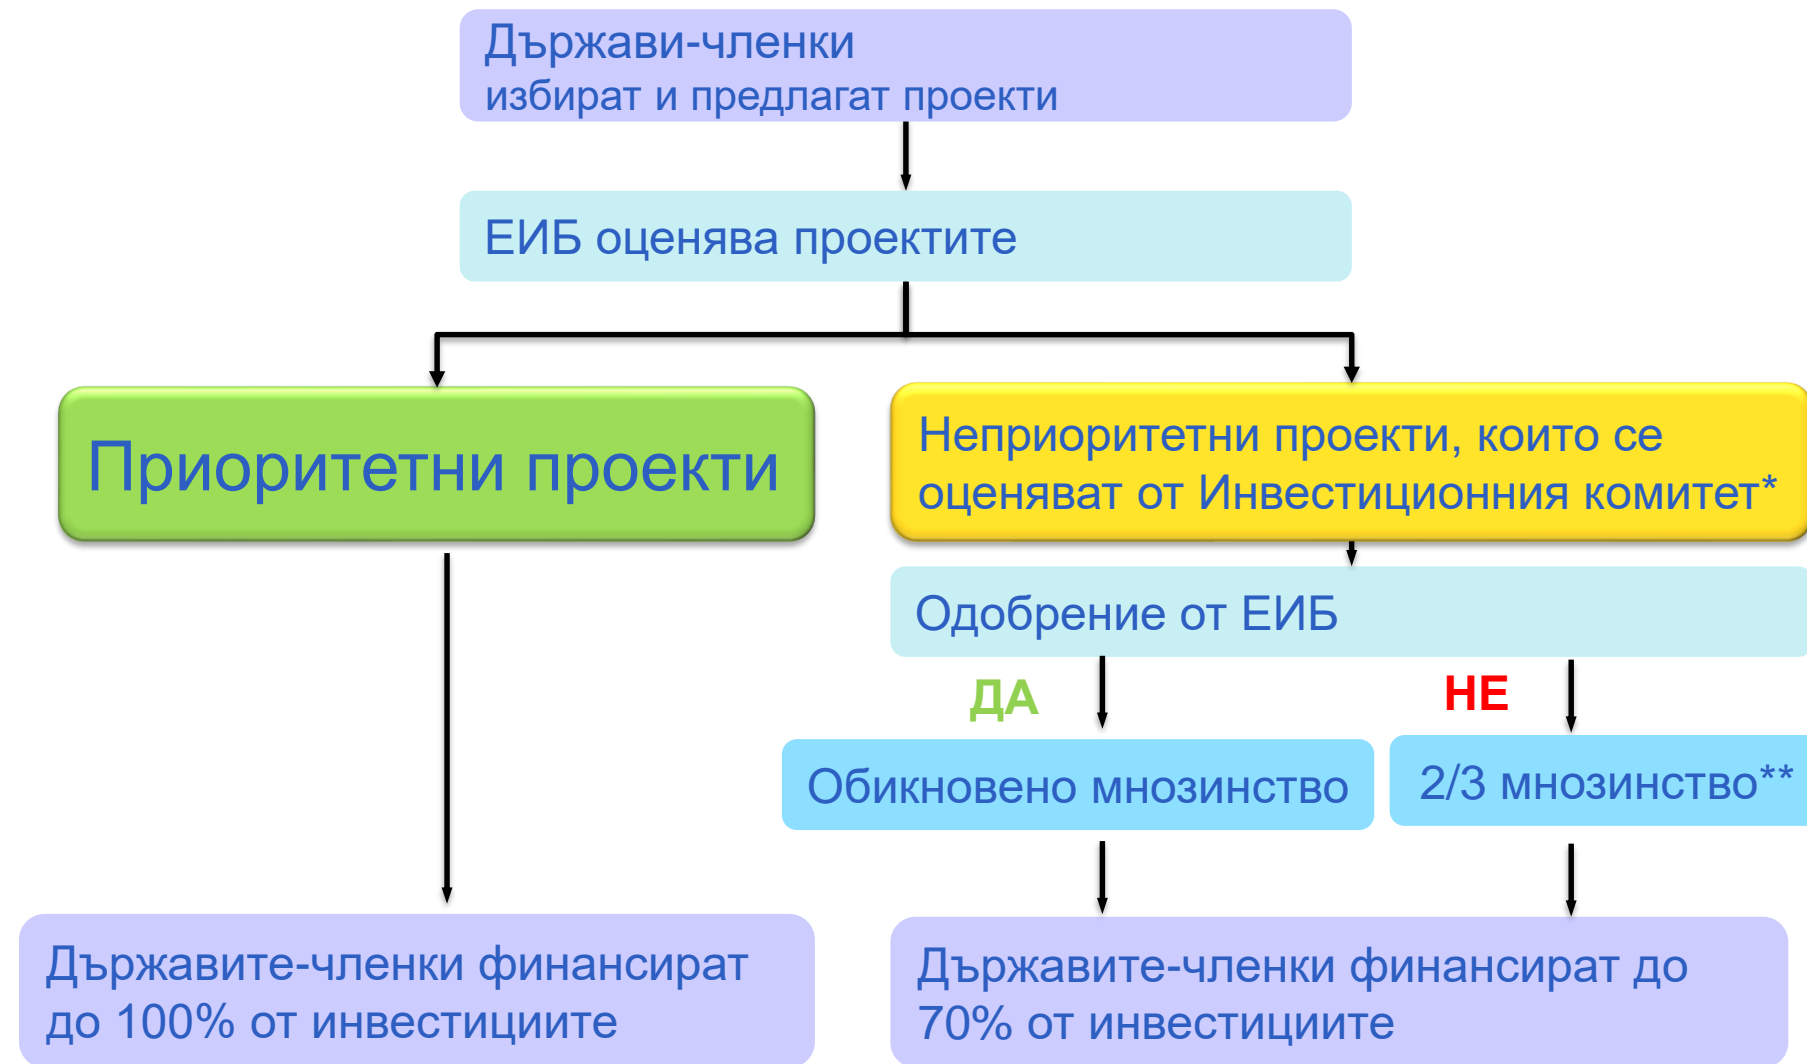 Държави-членки
избират и предлагат проекти
ЕИБ оценява проектите
Приоритетни проекти
Неприоритетни проекти, които се
оценяват от Инвестиционния комитет*
Одобрение от ЕИБ
ДА
НЕ
Обикновено мнозинство
2/3 мнозинство**
Държавите-членки финансират
до 100% от инвестициите
Държавите-членки финансират до
70% от инвестициите